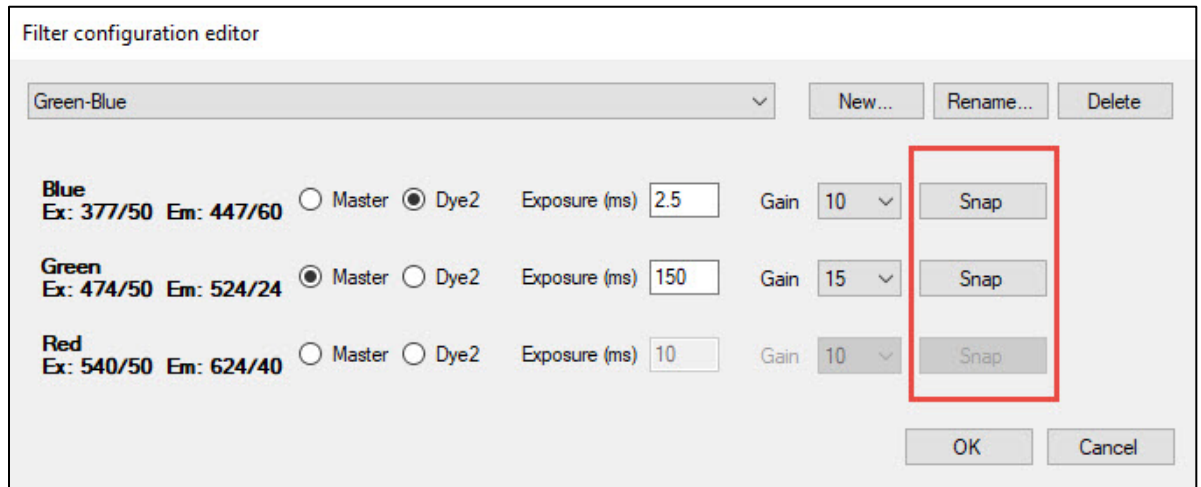 Filter configuration editor
Green-Blue New... Rename... Delete
Blue
Ex: 377/50 Em: 447/60 Master Dye2 Exposure (ms) 2.5 Gain 10 Snap
Green
Ex: 474/50 Em: 524/24 Master Dye2 Exposure (ms) 150 Gain 15 Snap
Red
Ex: 540/50 Em: 624/40 Master Dye2 Exposure (ms) 10 Gain 10 Snap
OK Cancel